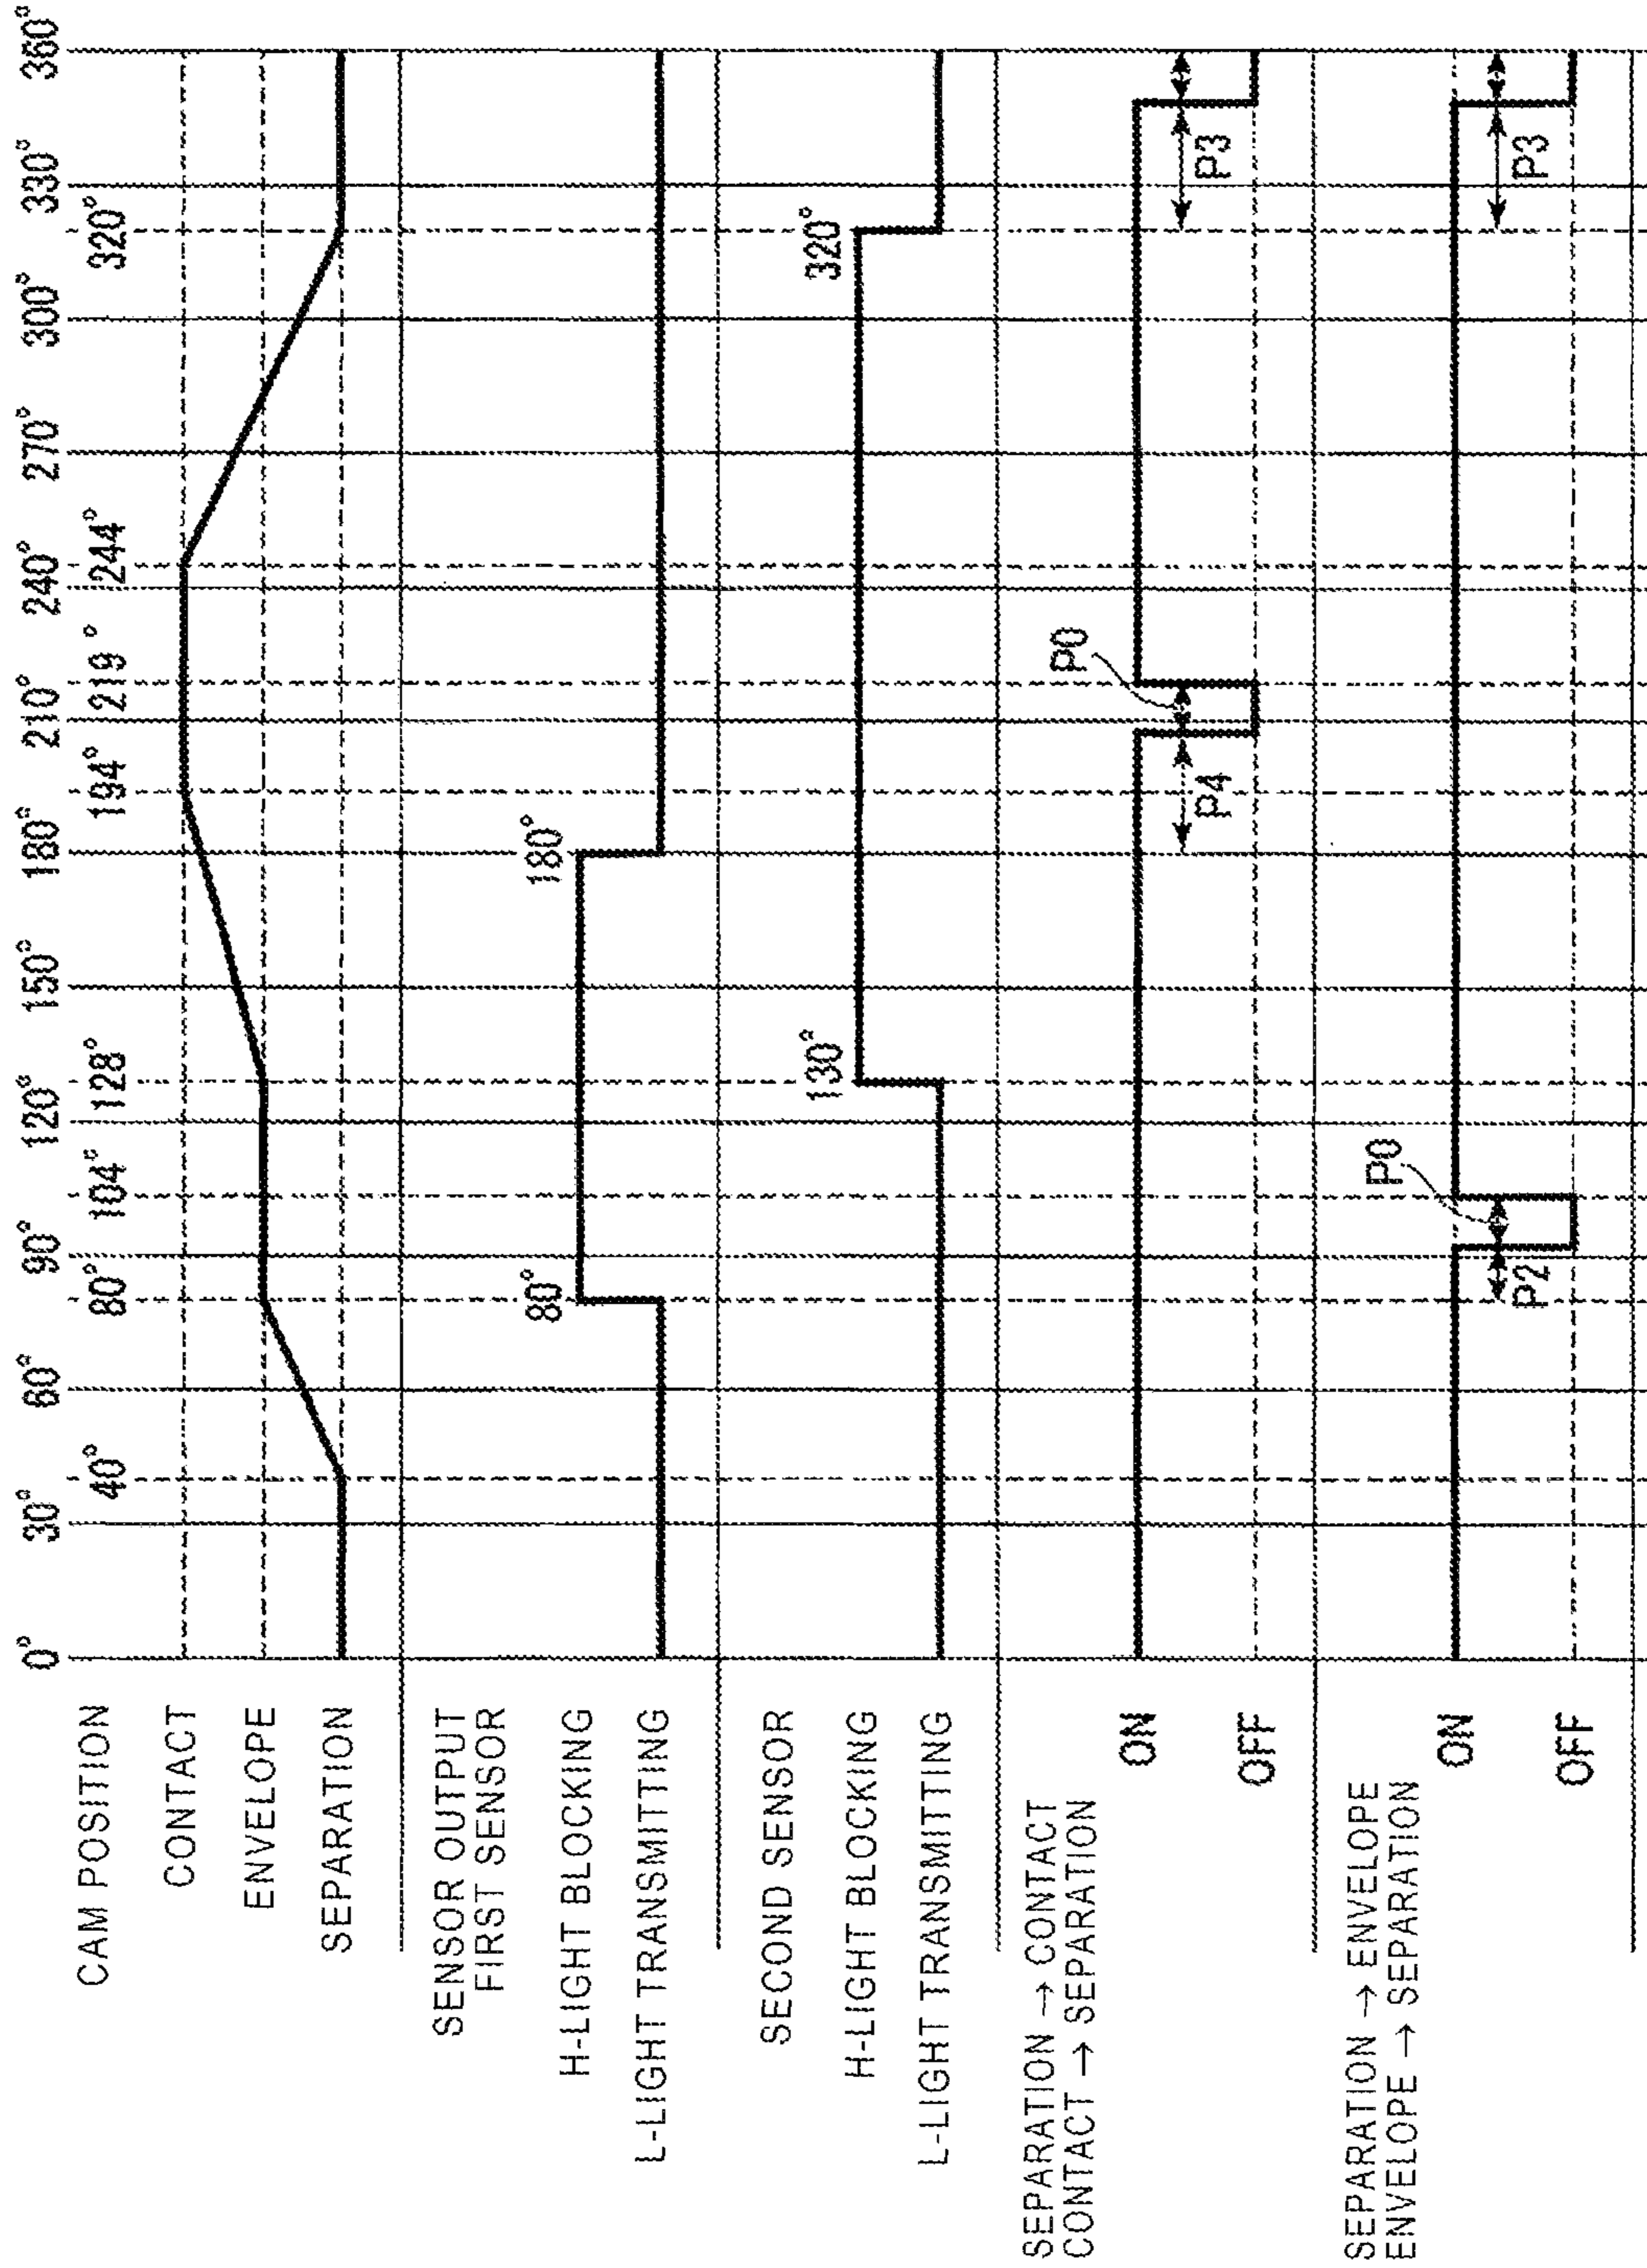 0° 30° 60° 90° 120° 150° 180° 210° 240° 270° 300° 330° 360°
CAM POSITION
40° 80° 104° 128° 194° 219° 244° 320°
CONTACT
ENVELOPE
SEPARATION
SENSOR OUTPUT
FIRST SENSOR
80° 180°
H-LIGHT BLOCKING
L-LIGHT TRANSMITTING
SECOND SENSOR
130° 320°
H-LIGHT BLOCKING
L-LIGHT TRANSMITTING
SEPARATION → CONTACT
CONTACT → SEPARATION
P0
ON
P4 P3
OFF
SEPARATION → ENVELOPE
ENVELOPE → SEPARATION
P0
ON
P2 P3
OFF